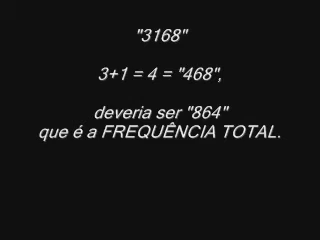 "3168"
3+1 = 4 = "468",
deveria ser "864"
que é a FREQUÊNCIA TOTAL.